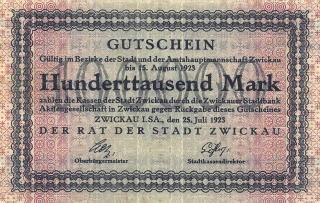 GUTSCHEIN
Gültig im Bezirke der Stadt und der Amtshauptmannschaft Zwickau
bis 15. August 1923
Hunderttausend Mark
zahlen die Kassen der Stadt Zwickau durch die Zwickauer Stadtbank
Aktiengesellschaft in Zwickau gegen Rückgabe dieses Gutscheines
ZWICKAU I.SA., den 25. Juli 1923
DER RAT DER STADT ZWICKAU
Oberbürgermeister Stadtkassendirektor